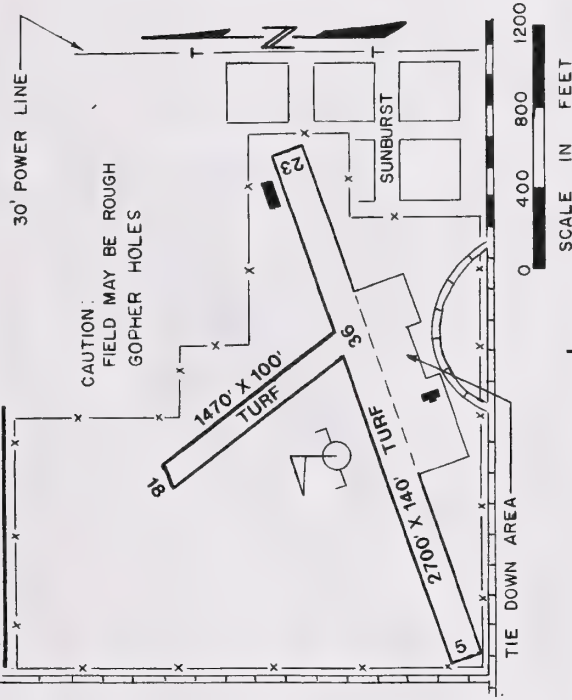 30' POWER LINE
CAUTION:
FIELD MAY BE ROUGH
GOPHER HOLES
N
SUNBURST
23
36
1470' X 100'
TURF
18
2700' X 140' TURF
5
TIE DOWN AREA
0 400 800 1200
SCALE IN FEET